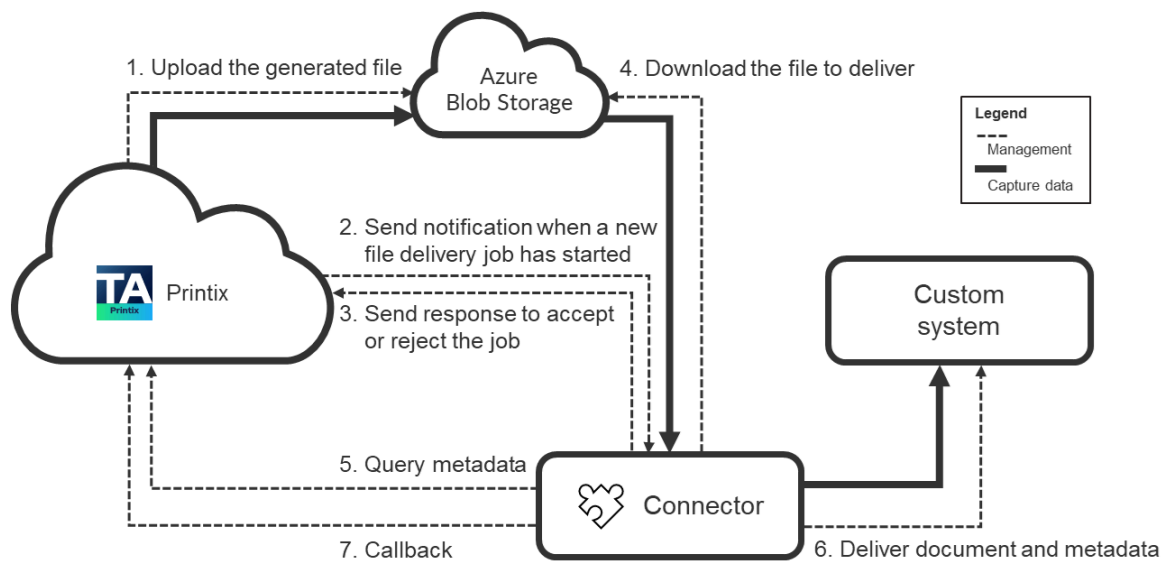 1. Upload the generated file
Azure
Blob Storage
4. Download the file to deliver
Legend
Management
Capture data
2. Send notification when a new
file delivery job has started
TA
Printix
Printix
3. Send response to accept
or reject the job
Custom
system
5. Query metadata
Connector
7. Callback
6. Deliver document and metadata